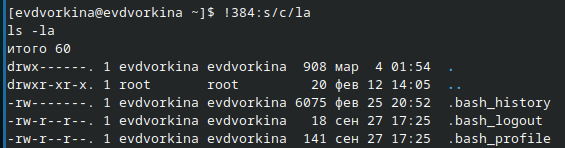 [evdvorkina@evdvorkina ~]$ !384:s/c/la
ls -la
итого 60
drwx------. 1 evdvorkina evdvorkina  908 мар  4 01:54  .
drwxr-xr-x. 1 root       root         20 фев 12 14:05  ..
-rw-------. 1 evdvorkina evdvorkina 6075 фев 25 20:52  .bash_history
-rw-r--r--. 1 evdvorkina evdvorkina   18 сен 27 17:25  .bash_logout
-rw-r--r--. 1 evdvorkina evdvorkina  141 сен 27 17:25  .bash_profile